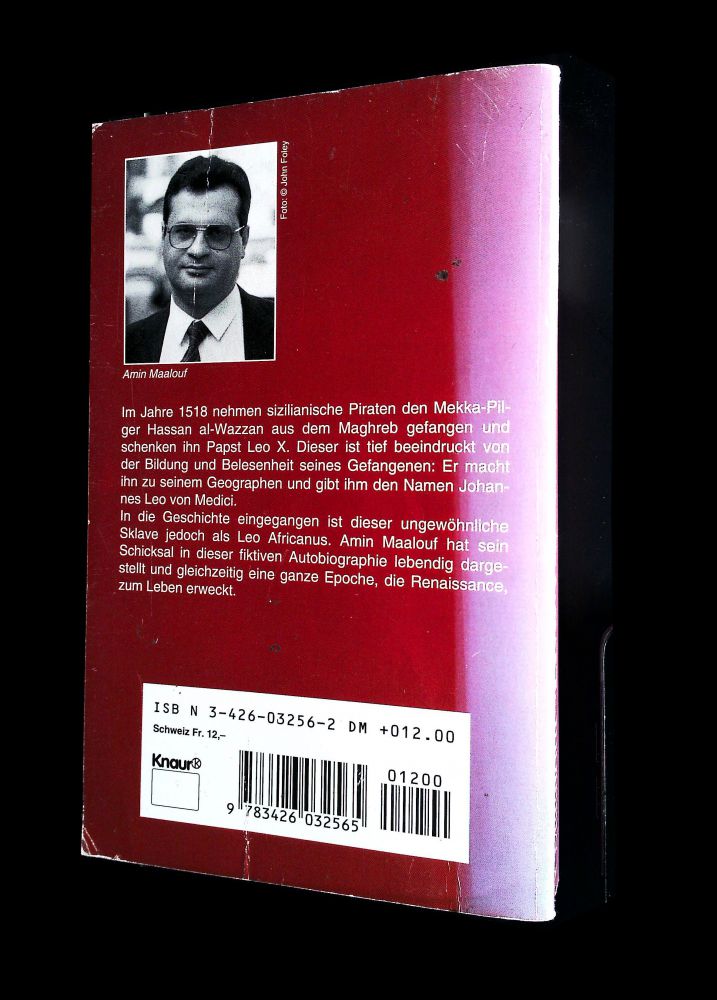 Foto: © John Foley
Amin Maalouf
Im Jahre 1518 nehmen sizilianische Piraten den Mekka-Pil-
ger Hassan al-Wazzan aus dem Maghreb gefangen und
schenken ihn Papst Leo X. Dieser ist tief beeindruckt von
der Bildung und Belesenheit seines Gefangenen: Er macht
ihn zu seinem Geographen und gibt ihm den Namen Johan-
nes Leo von Medici.
In die Geschichte eingegangen ist dieser ungewöhnliche
Sklave jedoch als Leo Africanus. Amin Maalouf hat sein
Schicksal in dieser fiktiven Autobiographie lebendig darge-
stellt und gleichzeitig eine ganze Epoche, die Renaissance,
zum Leben erweckt.
ISB N 3-426-03256-2 DM +012.00
Schweiz Fr. 12,–
Knaur®
01200
9 783426 032565